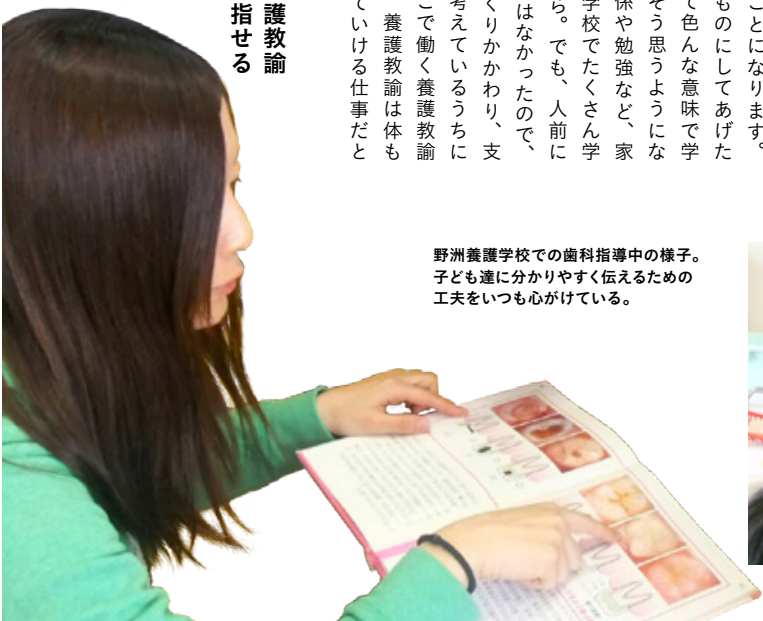 ことになります。
ものにしてあげた
て色んな意味で学
そう思うようにな
係や勉強など、家
学校でたくさん学
ら。でも、人前に
はなかったので、
くりかかわり、支
考えているうちに
こで働く養護教諭
養護教諭は体も
ていける仕事だと
護教諭
指せる
野洲養護学校での歯科指導中の様子。
子ども達に分かりやすく伝えるための
工夫をいつも心がけている。